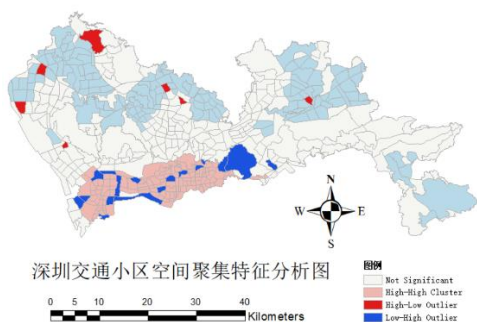 N
W E
S
深圳交通小区空间聚集特征分析图
0 5 10 20 30 40
Kilometers
图例
Not Significant
High-High Cluster
High-Low Outlier
Low-High Outlier